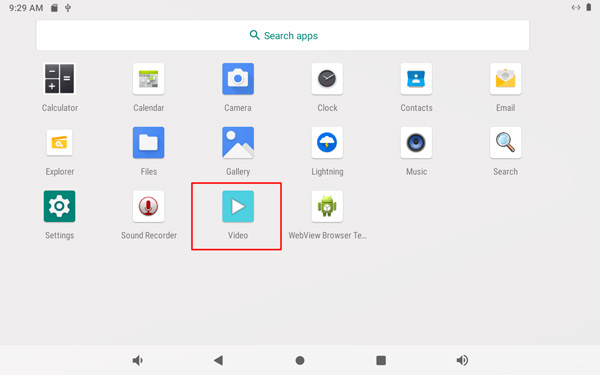 9:29 AM
Search apps
Calculator
Calendar
Camera
Clock
Contacts
Email
Explorer
Files
Gallery
Lightning
Music
Search
Settings
Sound Recorder
Video
WebView Browser Te...